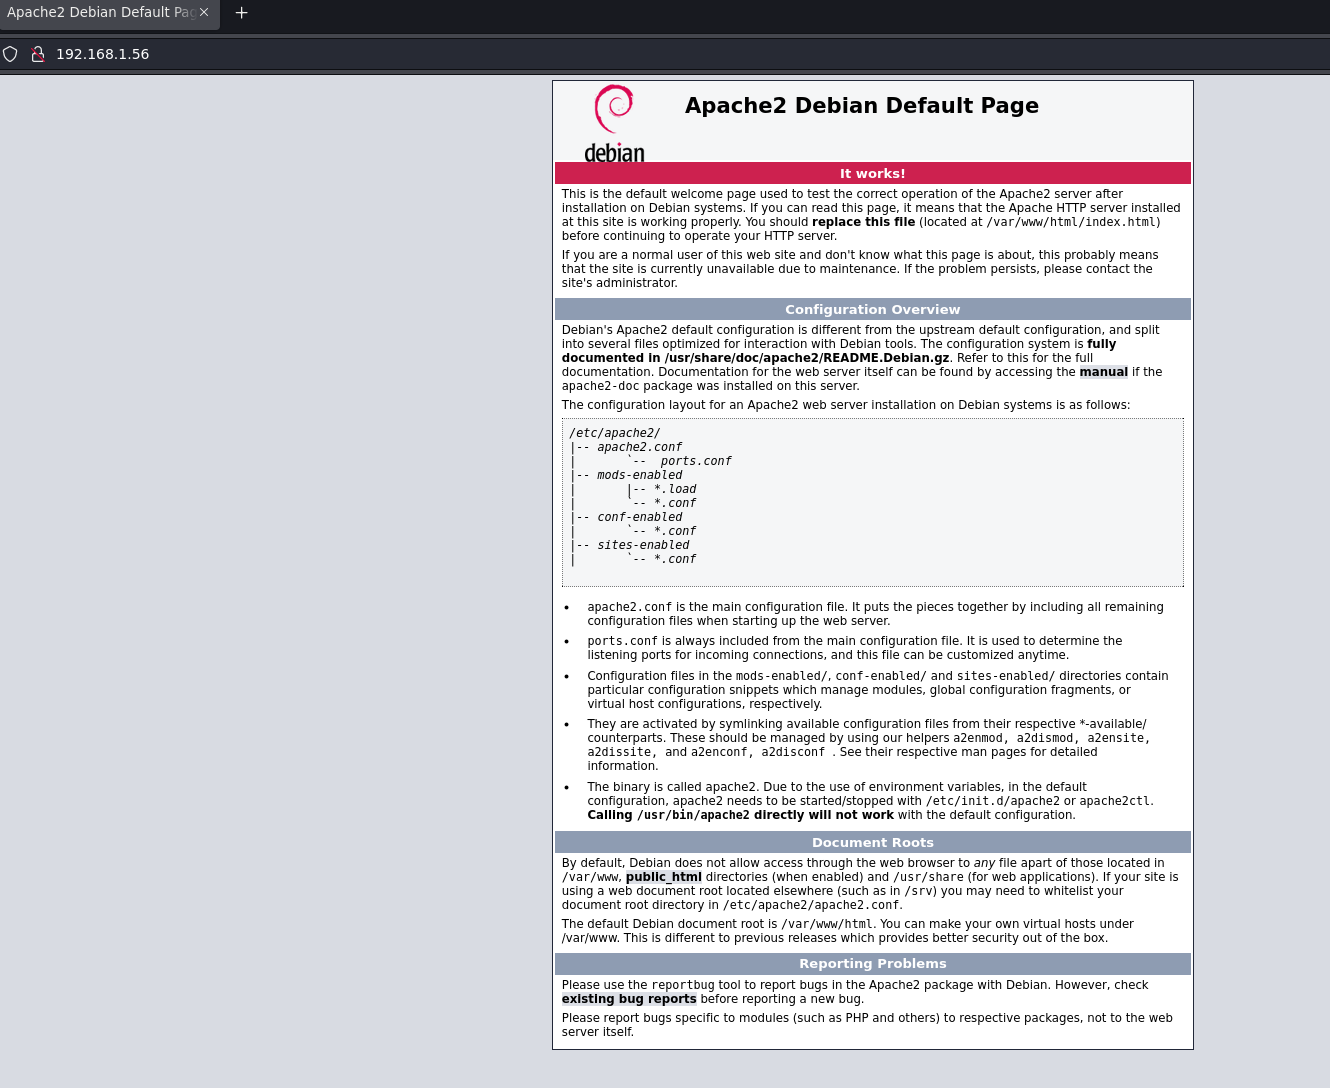 Apache2 Debian Default Pag
192.168.1.56
debian
Apache2 Debian Default Page
It works!
This is the default welcome page used to test the correct operation of the Apache2 server after
installation on Debian systems. If you can read this page, it means that the Apache HTTP server installed
at this site is working properly. You should replace this file (located at /var/www/html/index.html)
before continuing to operate your HTTP server.
If you are a normal user of this web site and don't know what this page is about, this probably means
that the site is currently unavailable due to maintenance. If the problem persists, please contact the
site's administrator.
Configuration Overview
Debian's Apache2 default configuration is different from the upstream default configuration, and split
into several files optimized for interaction with Debian tools. The configuration system is fully
documented in /usr/share/doc/apache2/README.Debian.gz. Refer to this for the full
documentation. Documentation for the web server itself can be found by accessing the manual if the
apache2-doc package was installed on this server.
The configuration layout for an Apache2 web server installation on Debian systems is as follows:
/etc/apache2/
|-- apache2.conf
|       `--  ports.conf
|-- mods-enabled
|       |-- *.load
|       `-- *.conf
|-- conf-enabled
|       `-- *.conf
|-- sites-enabled
|       `-- *.conf
• apache2.conf is the main configuration file. It puts the pieces together by including all remaining
configuration files when starting up the web server.
• ports.conf is always included from the main configuration file. It is used to determine the
listening ports for incoming connections, and this file can be customized anytime.
• Configuration files in the mods-enabled/, conf-enabled/ and sites-enabled/ directories contain
particular configuration snippets which manage modules, global configuration fragments, or
virtual host configurations, respectively.
• They are activated by symlinking available configuration files from their respective *-available/
counterparts. These should be managed by using our helpers a2enmod, a2dismod, a2ensite,
a2dissite, and a2enconf, a2disconf . See their respective man pages for detailed
information.
• The binary is called apache2. Due to the use of environment variables, in the default
configuration, apache2 needs to be started/stopped with /etc/init.d/apache2 or apache2ctl.
Calling /usr/bin/apache2 directly will not work with the default configuration.
Document Roots
By default, Debian does not allow access through the web browser to any file apart of those located in
/var/www, public_html directories (when enabled) and /usr/share (for web applications). If your site is
using a web document root located elsewhere (such as in /srv) you may need to whitelist your
document root directory in /etc/apache2/apache2.conf.
The default Debian document root is /var/www/html. You can make your own virtual hosts under
/var/www. This is different to previous releases which provides better security out of the box.
Reporting Problems
Please use the reportbug tool to report bugs in the Apache2 package with Debian. However, check
existing bug reports before reporting a new bug.
Please report bugs specific to modules (such as PHP and others) to respective packages, not to the web
server itself.